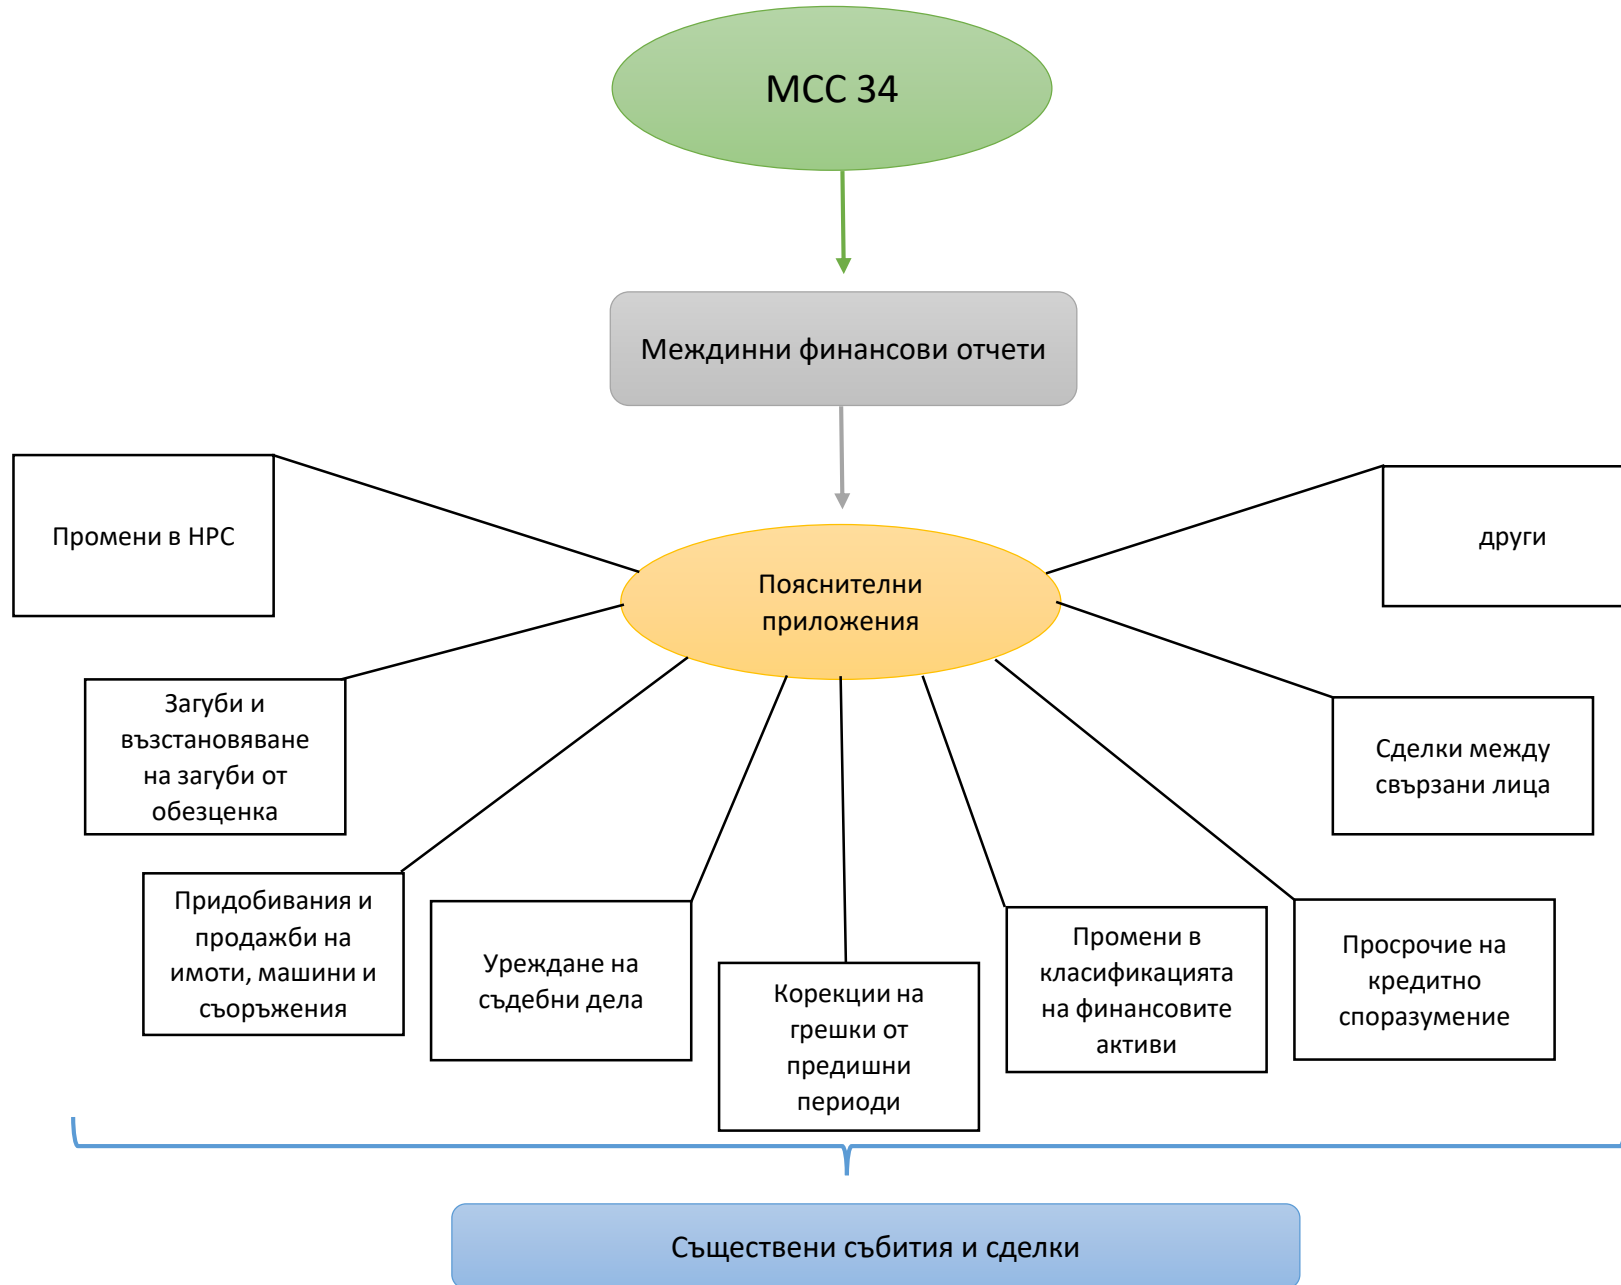 МСС 34
Междинни финансови отчети
Промени в НРС
други
Пояснителни
приложения
Загуби и
възстановяване
на загуби от
обезценка
Сделки между
свързани лица
Придобивания и
продажби на
имоти, машини и
съоръжения
Уреждане на
съдебни дела
Корекции на
грешки от
предишни
периоди
Промени в
класификацията
на финансовите
активи
Просрочие на
кредитно
споразумение
Съществени събития и сделки